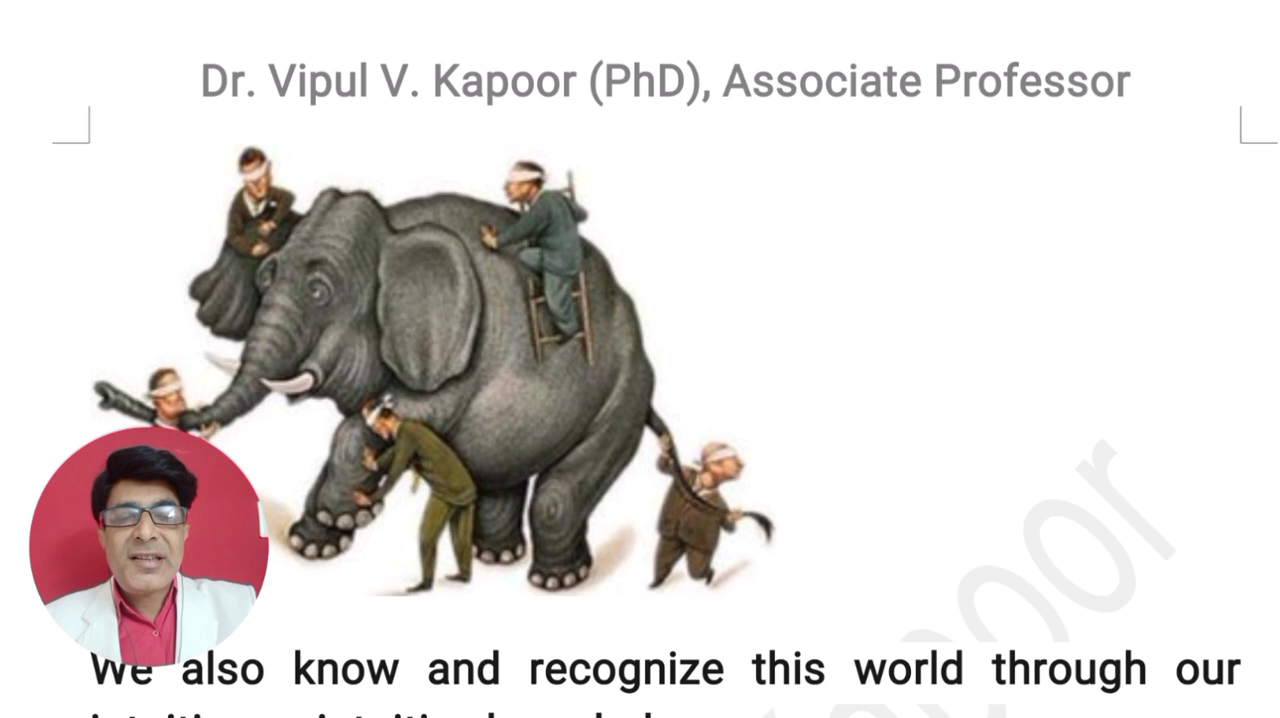 Dr. Vipul V. Kapoor (PhD), Associate Professor
We also know and recognize this world through our